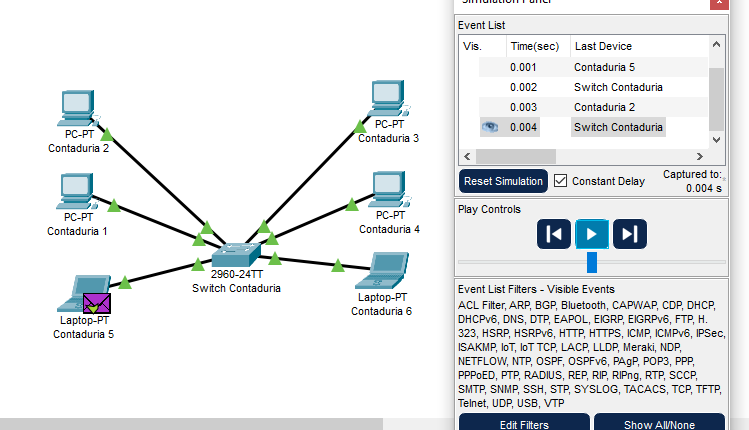 Simulation Panel
Event List
Vis. Time(sec) Last Device
0.001 Contaduria 5
0.002 Switch Contaduria
0.003 Contaduria 2
0.004 Switch Contaduria
Reset Simulation Constant Delay Captured to:*
0.004 s
Play Controls
Event List Filters - Visible Events
ACL Filter, ARP, BGP, Bluetooth, CAPWAP, CDP, DHCP,
DHCPv6, DNS, DTP, EAPOL, EIGRP, EIGRPv6, FTP, H.
323, HSRP, HSRPv6, HTTP, HTTPS, ICMP, ICMPv6, IPSec,
ISAKMP, IoT, IoT TCP, LACP, LLDP, Meraki, NDP,
NETFLOW, NTP, OSPF, OSPFv6, PAgP, POP3, PPP,
PPPoED, PTP, RADIUS, REP, RIP, RIPng, RTP, SCCP,
SMTP, SNMP, SSH, STP, SYSLOG, TACACS, TCP, TFTP,
Telnet, UDP, USB, VTP
Edit Filters Show All/None
PC-PT
Contaduria 2
PC-PT
Contaduria 3
PC-PT
Contaduria 1
PC-PT
Contaduria 4
2960-24TT
Switch Contaduria
Laptop-PT
Contaduria 5
Laptop-PT
Contaduria 6